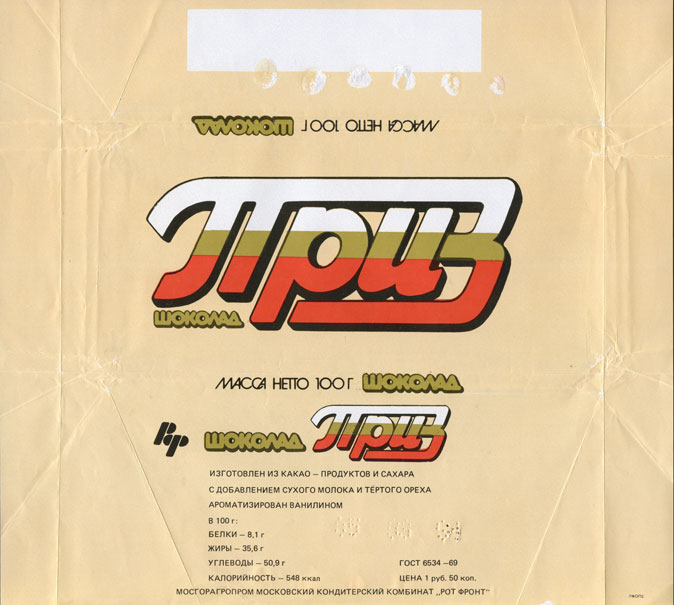 ШОКОЛАД МАССА НЕТТО 100 Г
Приз
ШОКОЛАД
МАССА НЕТТО 100 Г ШОКОЛАД
РФ ШОКОЛАД Приз
ИЗГОТОВЛЕН ИЗ КАКАО – ПРОДУКТОВ И САХАРА
С ДОБАВЛЕНИЕМ СУХОГО МОЛОКА И ТЁРТОГО ОРЕХА
АРОМАТИЗИРОВАН ВАНИЛИНОМ
В 100 г:
БЕЛКИ – 8,1 г
ЖИРЫ – 35,6 г
УГЛЕВОДЫ – 50,9 г ГОСТ 6534 –69
КАЛОРИЙНОСТЬ – 548 ккал ЦЕНА 1 руб. 50 коп.
МОСГОРАГРОПРОМ МОСКОВСКИЙ КОНДИТЕРСКИЙ КОМБИНАТ „РОТ ФРОНТ"